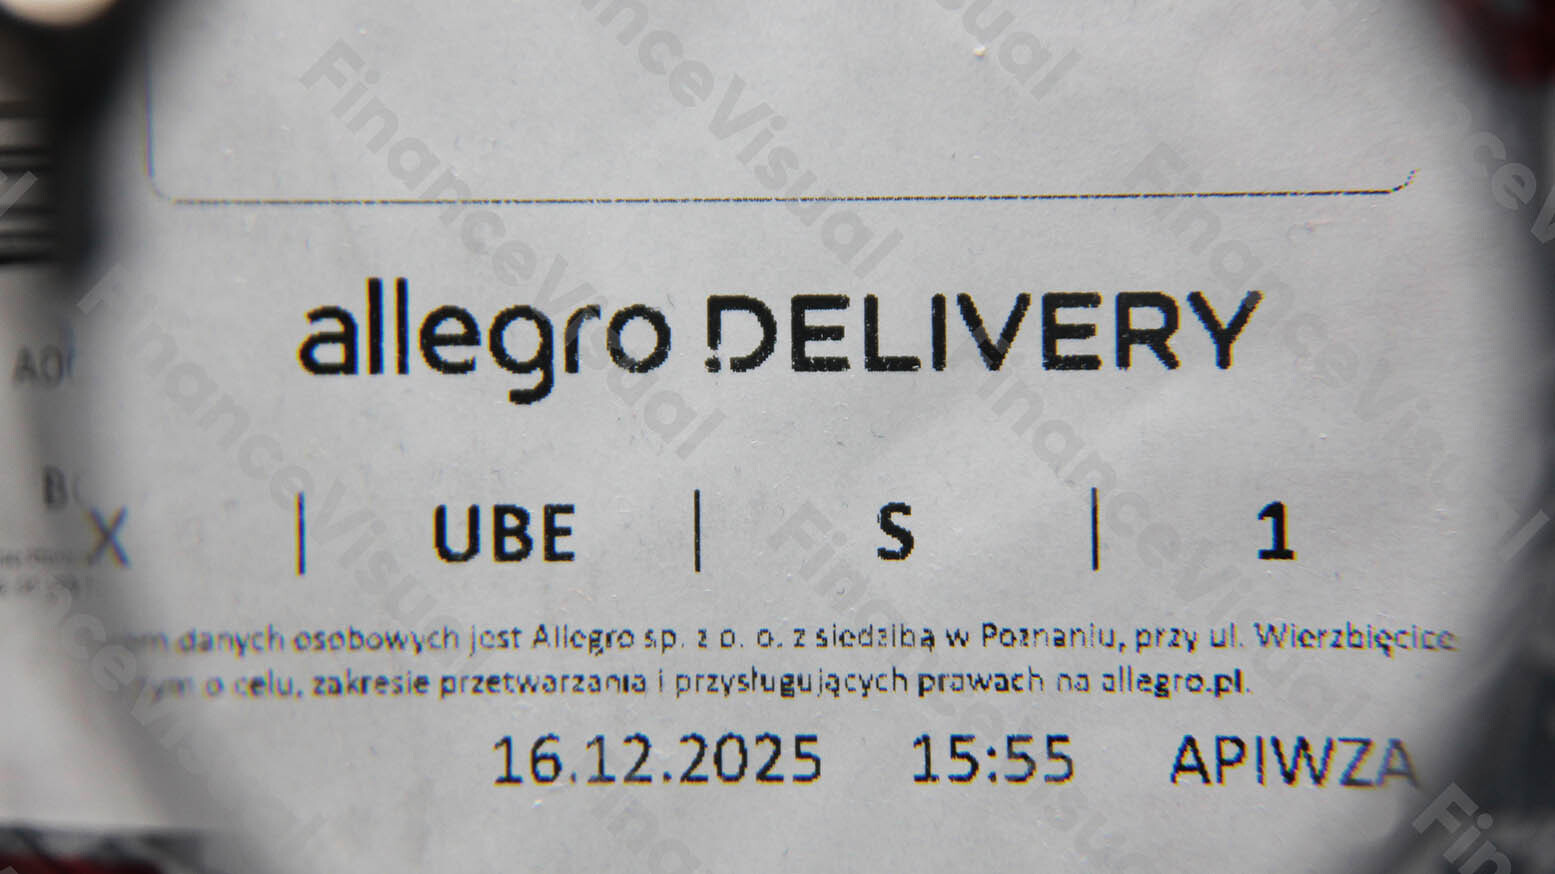 allegro DELIVERY
X | UBE | S | 1
danych osobowych jest Allegro sp. z o. o. z siedzibą w Poznaniu, przy ul. Wierzbięcice
o celu, zakresie przetwarzania i przysługujących prawach na allegro.pl.
16.12.2025 15:55 APIWZA
FinanceVisual